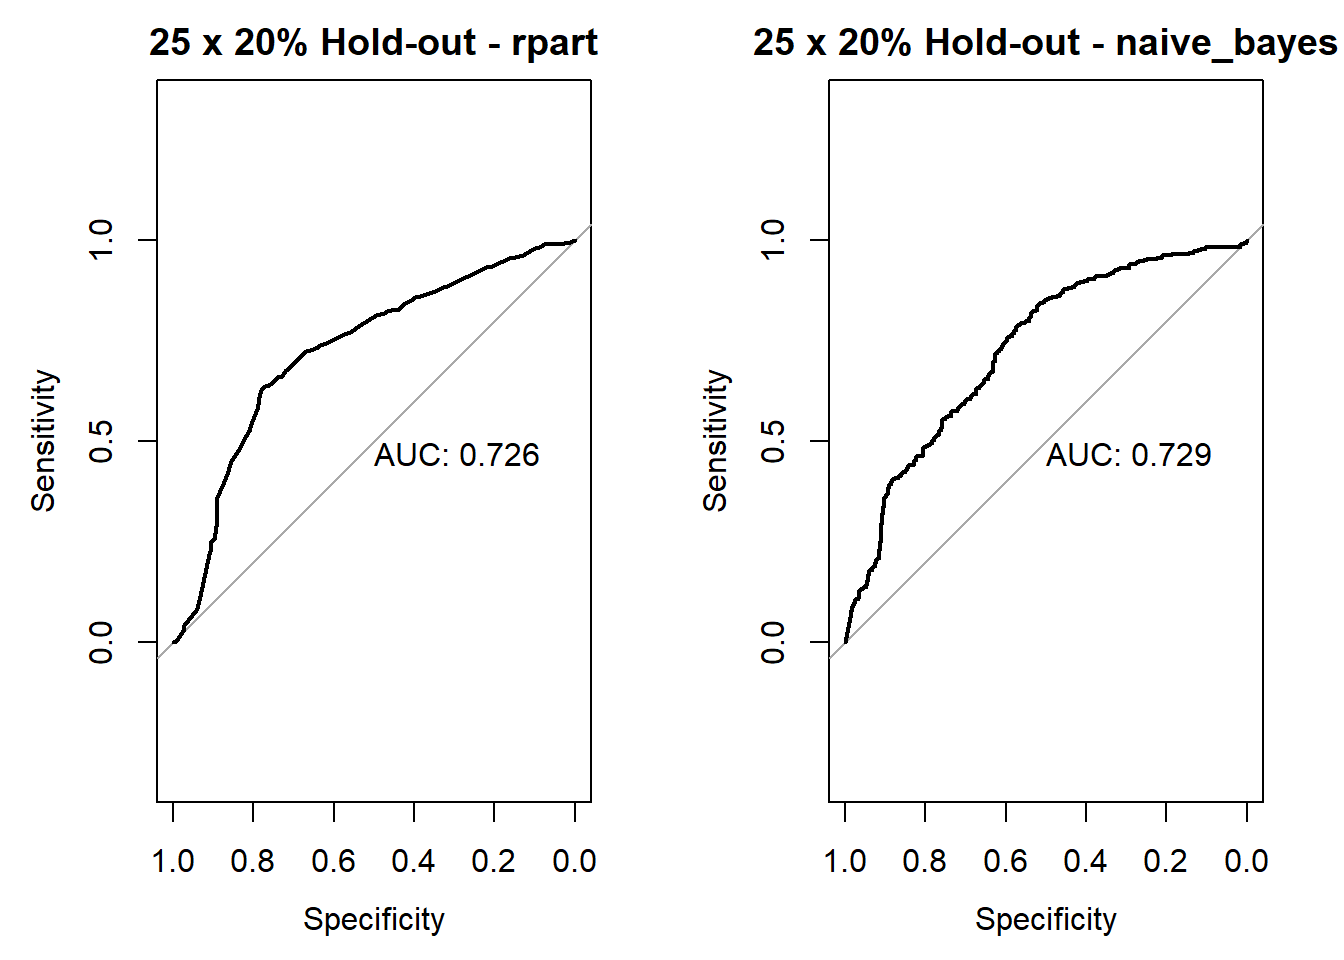 25 x 20% Hold-out - rpart
Sensitivity
1.0
0.5
0.0
AUC: 0.726
1.0 0.8 0.6 0.4 0.2 0.0
Specificity
25 x 20% Hold-out - naive_bayes
Sensitivity
1.0
0.5
0.0
AUC: 0.729
1.0 0.8 0.6 0.4 0.2 0.0
Specificity